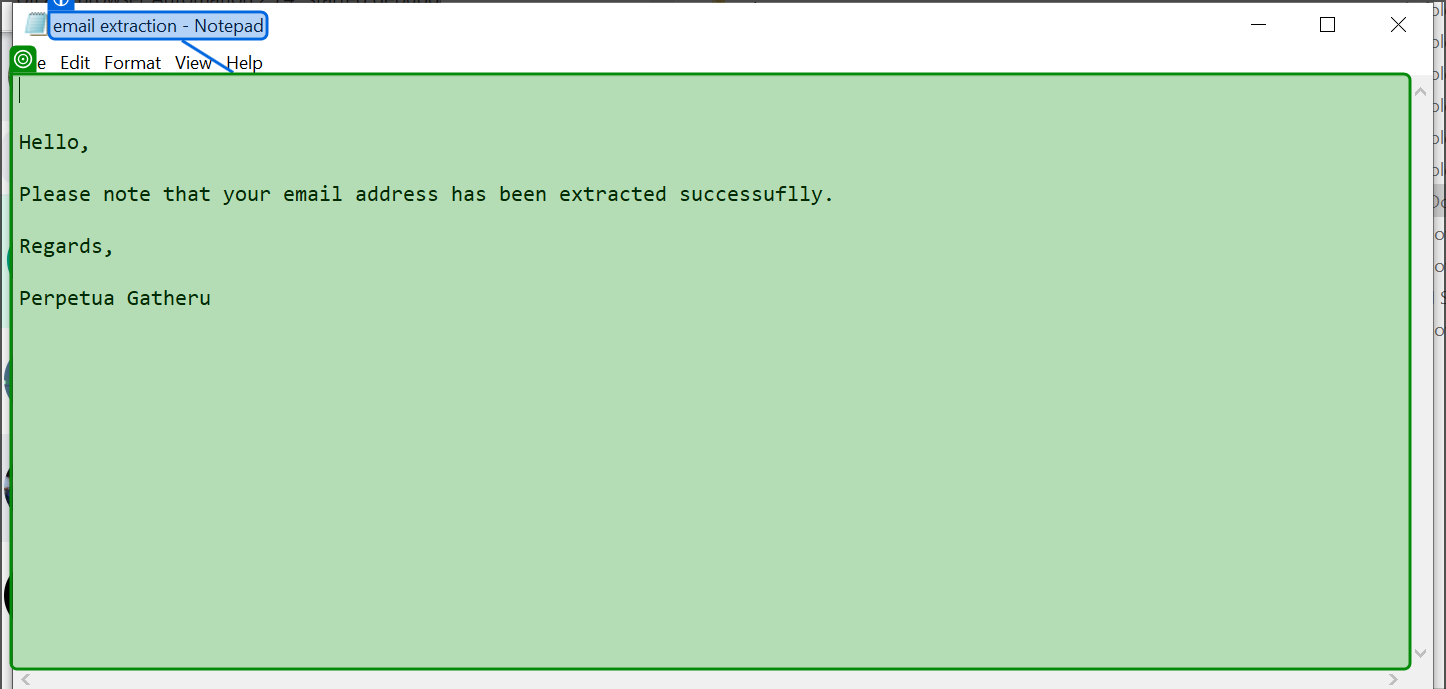 email extraction - Notepad
e Edit Format View Help
Hello,
Please note that your email address has been extracted successuflly.
Regards,
Perpetua Gatheru